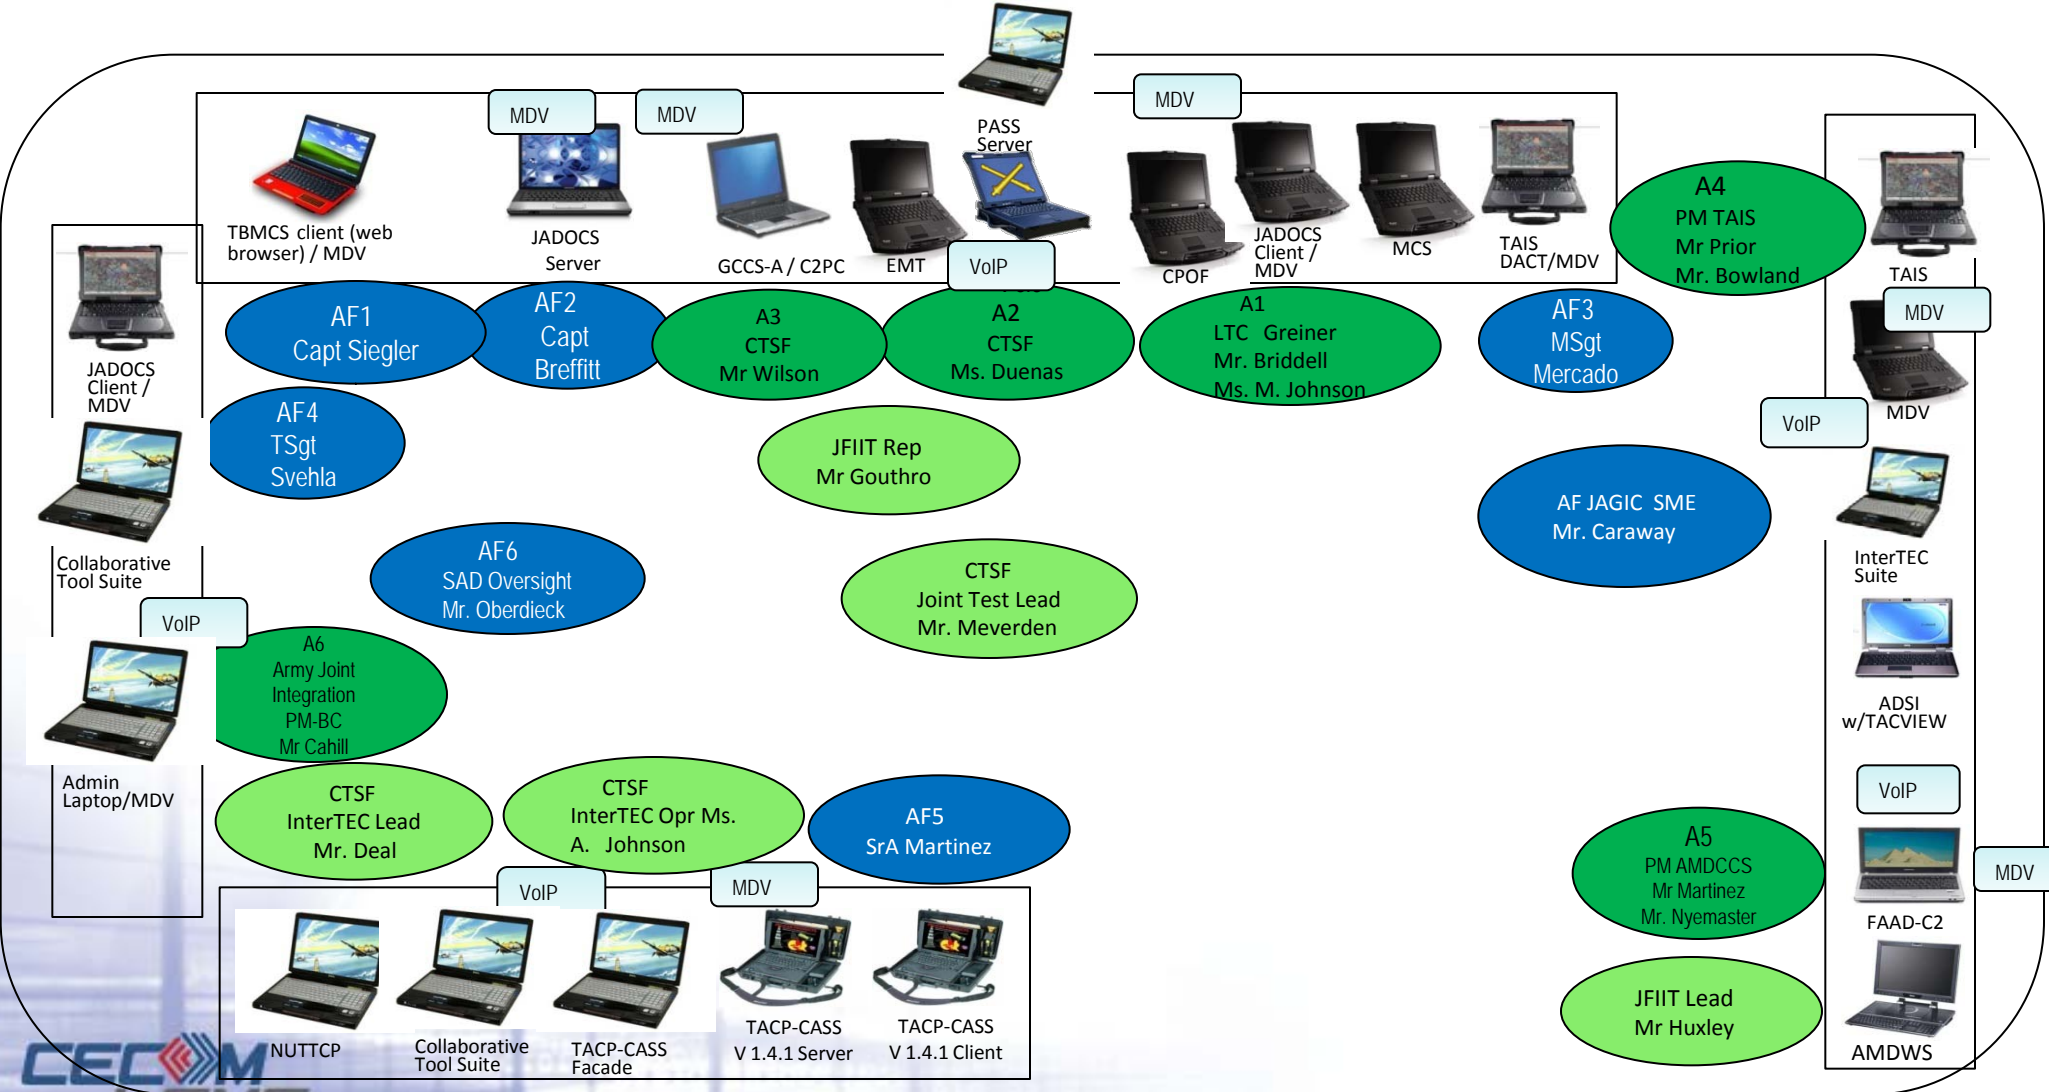 MDV
MDV
MDV
PASS
Server
TBMCS client (web
browser) / MDV
JADOCS
Server
GCCS-A / C2PC
EMT
VoIP
CPOF
JADOCS
Client /
MDV
MCS
TAIS
DACT/MDV
A4
PM TAIS
Mr Prior
Mr. Bowland
TAIS
MDV
MDV
VoIP
JADOCS
Client /
MDV
AF1
Capt Siegler
AF2
Capt
Breffitt
A3
CTSF
Mr Wilson
A2
CTSF
Ms. Duenas
A1
LTC Greiner
Mr. Briddell
Ms. M. Johnson
AF3
MSgt
Mercado
AF4
TSgt
Svehla
JFIIT Rep
Mr Gouthro
AF JAGIC SME
Mr. Caraway
InterTEC
Suite
Collaborative
Tool Suite
AF6
SAD Oversight
Mr. Oberdieck
CTSF
Joint Test Lead
Mr. Meverden
VoIP
A6
Army Joint
Integration
PM-BC
Mr Cahill
ADSI
w/TACVIEW
Admin
Laptop/MDV
CTSF
InterTEC Lead
Mr. Deal
CTSF
InterTEC Opr Ms.
A. Johnson
AF5
SrA Martinez
VoIP
A5
PM AMDCCS
Mr Martinez
Mr. Nyemaster
MDV
FAAD-C2
VoIP
MDV
JFIIT Lead
Mr Huxley
AMDWS
NUTTCP
Collaborative
Tool Suite
TACP-CASS
Facade
TACP-CASS
V 1.4.1 Server
TACP-CASS
V 1.4.1 Client
CECOM